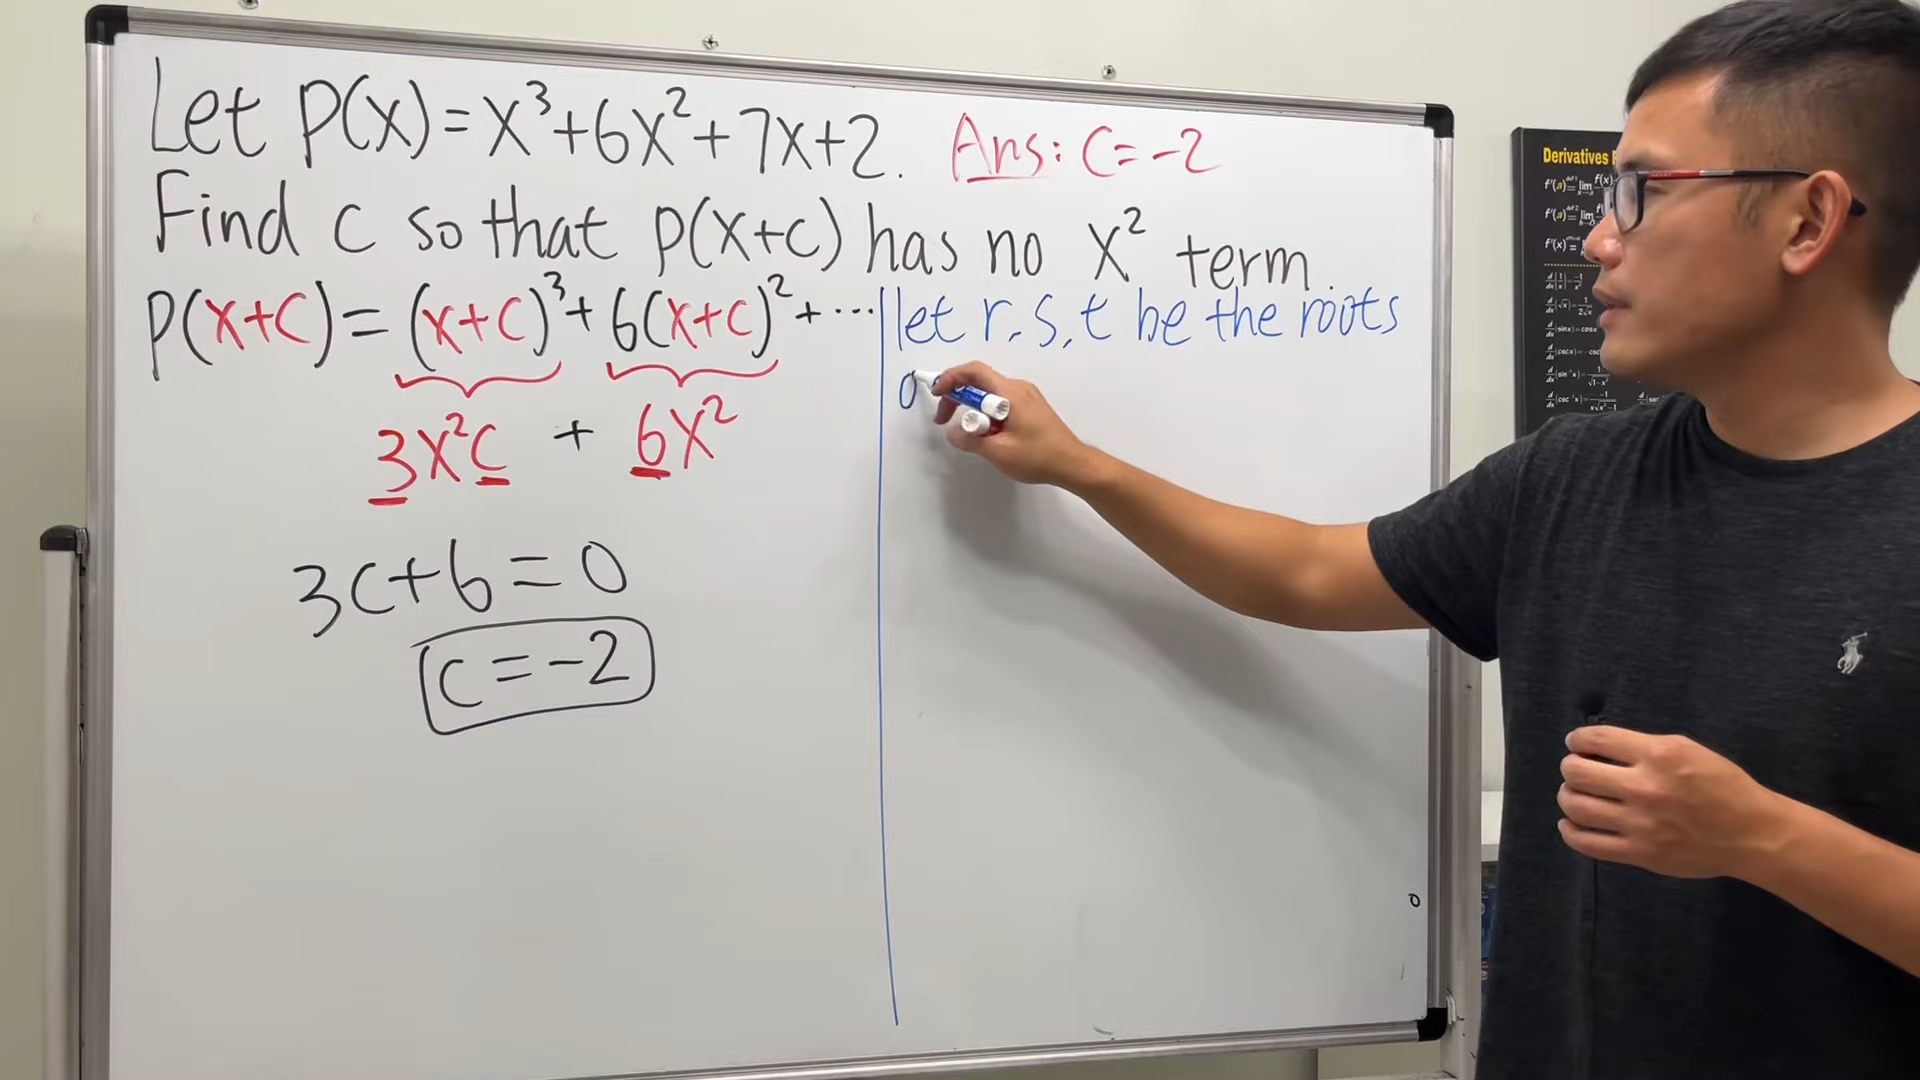 Let P(x)=x³+6x²+7x+2. Ans: C=-2
Find c so that P(x+c) has no x² term.
P(x+c)=(x+c)³+6(x+c)²+⋯
3x²c + 6x²
3c+6=0
c=-2
let r, s, t be the roots
o
Derivatives